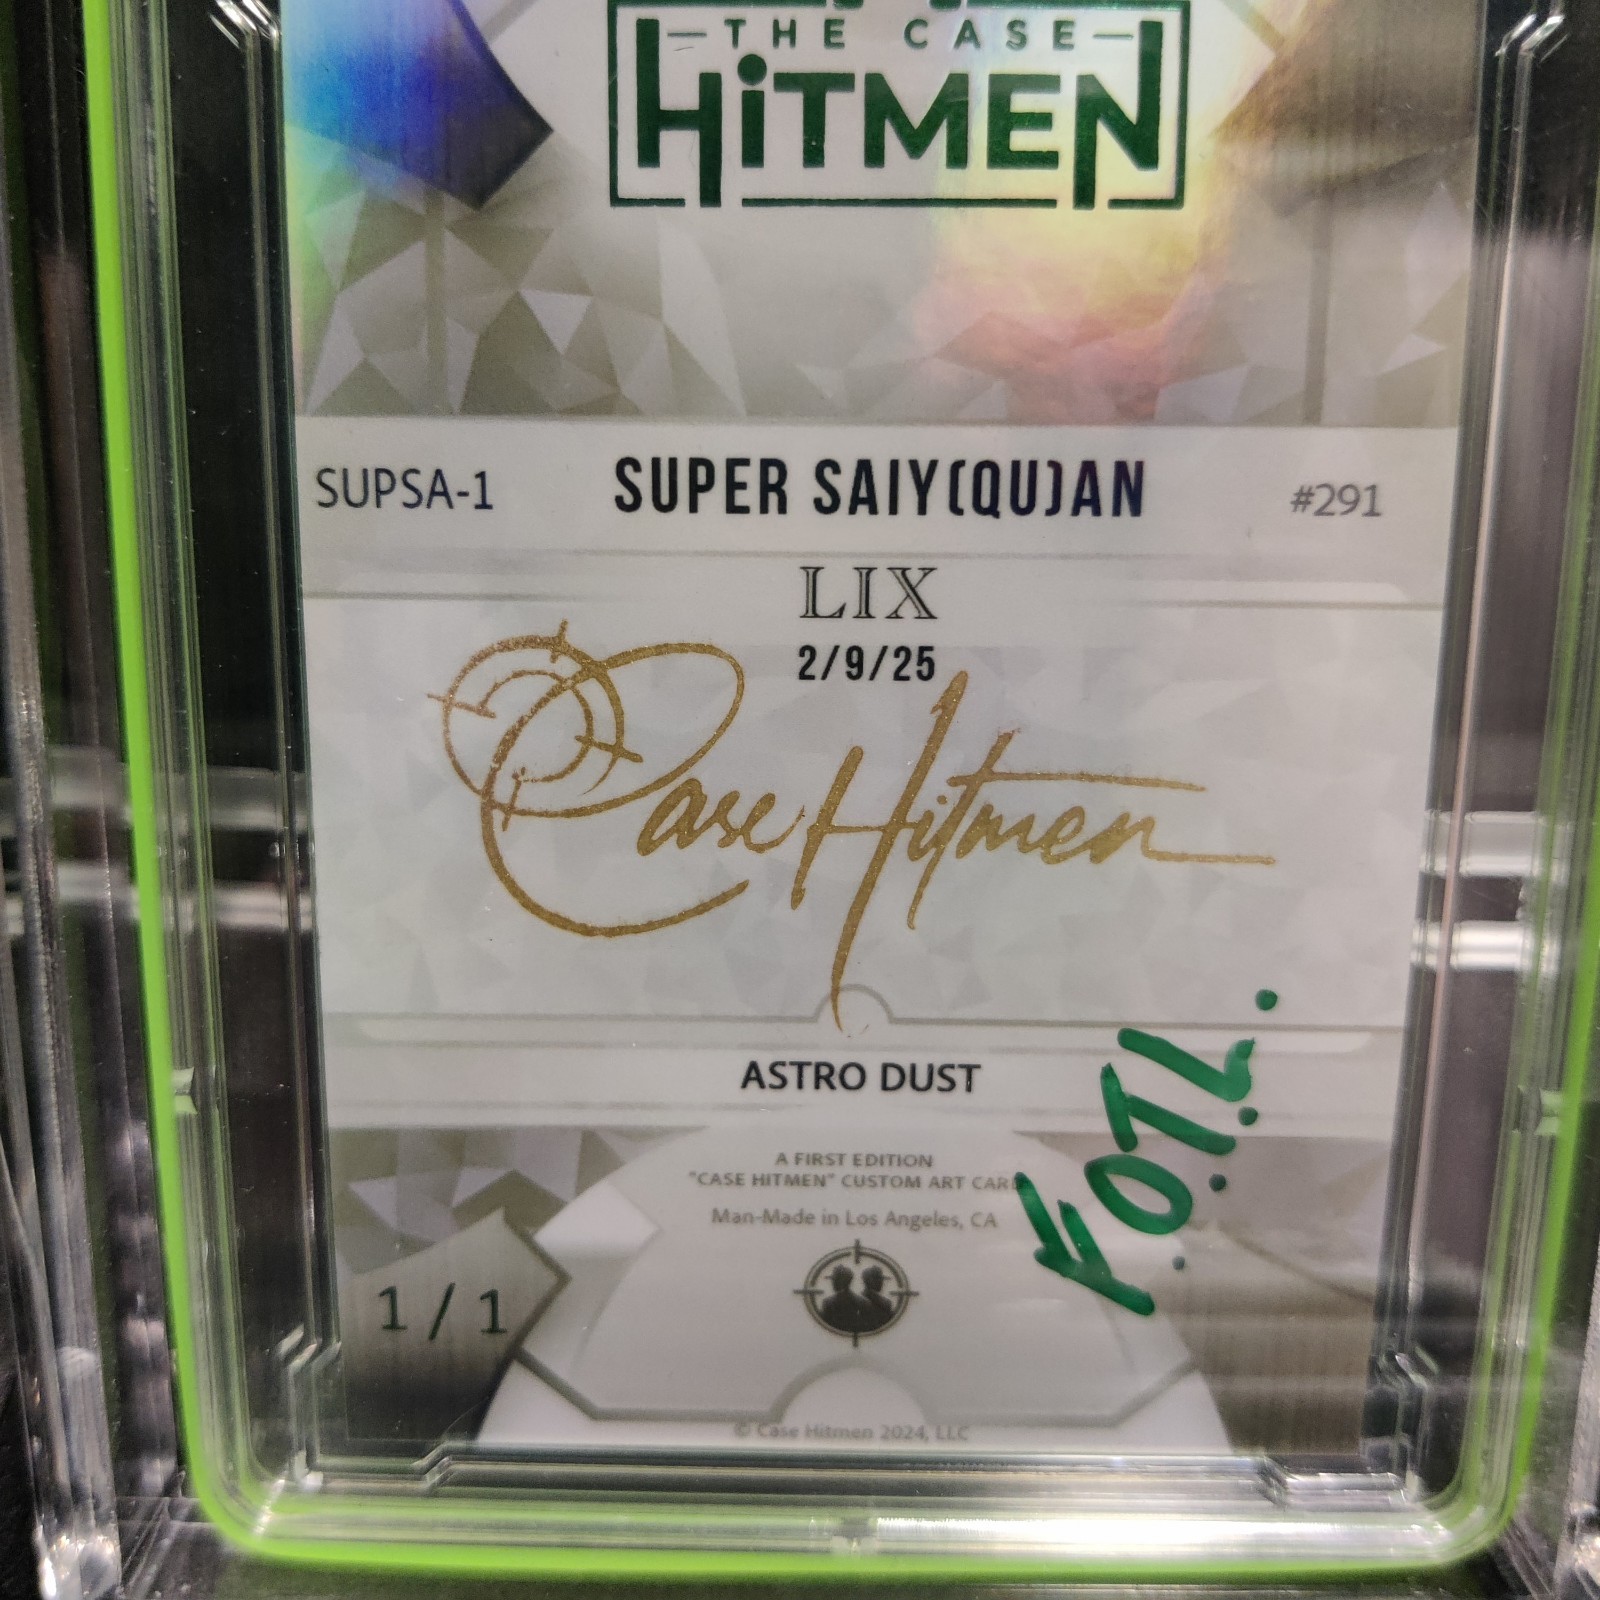 THE CASE
HiTMEN
SUPSA-1 SUPER SAIY(QU)AN #291
LIX
2/9/25
Case Hitmen
ASTRO DUST
A FIRST EDITION
"CASE HITMEN" CUSTOM ART CARD
Man-Made in Los Angeles, CA
F.O.T.L.
1 / 1
© Case Hitmen 2024, LLC